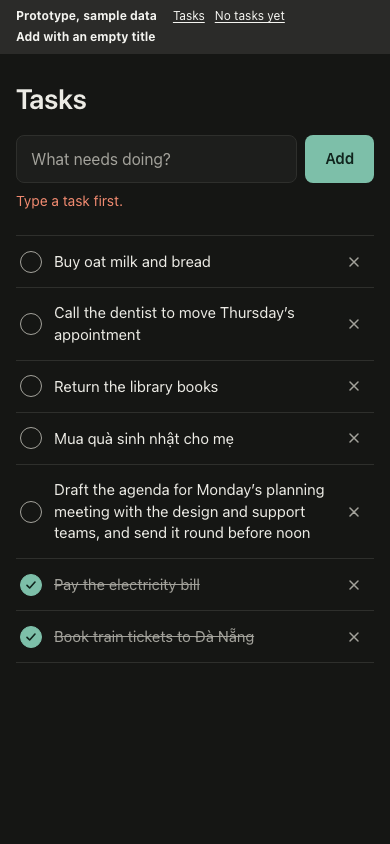 Prototype, sample data Tasks No tasks yet
Add with an empty title
Tasks
What needs doing?
Add
Type a task first.
Buy oat milk and bread
Call the dentist to move Thursday’s
appointment
Return the library books
Mua quà sinh nhật cho mẹ
Draft the agenda for Monday’s planning
meeting with the design and support
teams, and send it round before noon
Pay the electricity bill
Book train tickets to Đà Nẵng